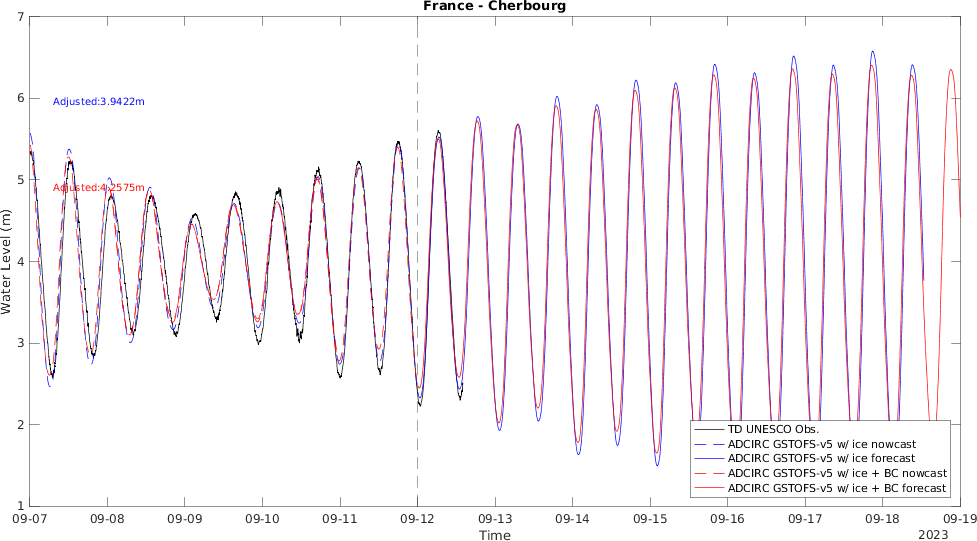 France - Cherbourg
7
6
5
4
3
2
1
Water Level (m)
Adjusted:3.9422m
Adjusted:4.2575m
TD UNESCO Obs.
ADCIRC GSTOFS-v5 w/ ice nowcast
ADCIRC GSTOFS-v5 w/ ice forecast
ADCIRC GSTOFS-v5 w/ ice + BC nowcast
ADCIRC GSTOFS-v5 w/ ice + BC forecast
09-07 09-08 09-09 09-10 09-11 09-12 09-13 09-14 09-15 09-16 09-17 09-18 09-19
Time
2023